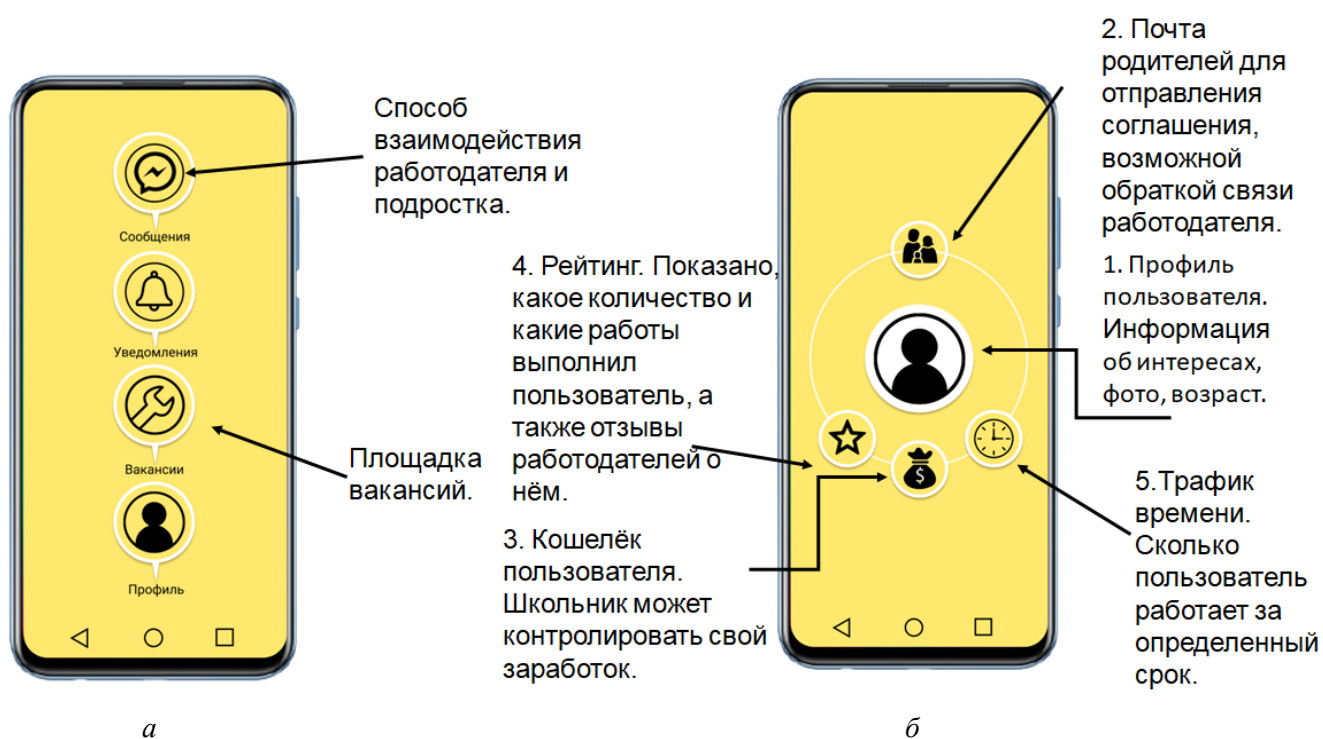 Способ
взаимодействия
работодателя и
подростка.
Сообщения
Уведомления
Вакансии
Площадка
вакансий.
Профиль
а
2. Почта
родителей для
отправления
соглашения,
возможной
обраткой связи
работодателя.
1. Профиль
пользователя.
Информация
об интересах,
фото, возраст.
4. Рейтинг. Показано,
какое количество и
какие работы
выполнил
пользователь, а
также отзывы
работодателей о
нём.
3. Кошелёк
пользователя.
Школьник может
контролировать свой
заработок.
$
5.Трафик
времени.
Сколько
пользователь
работает за
определенный
срок.
б